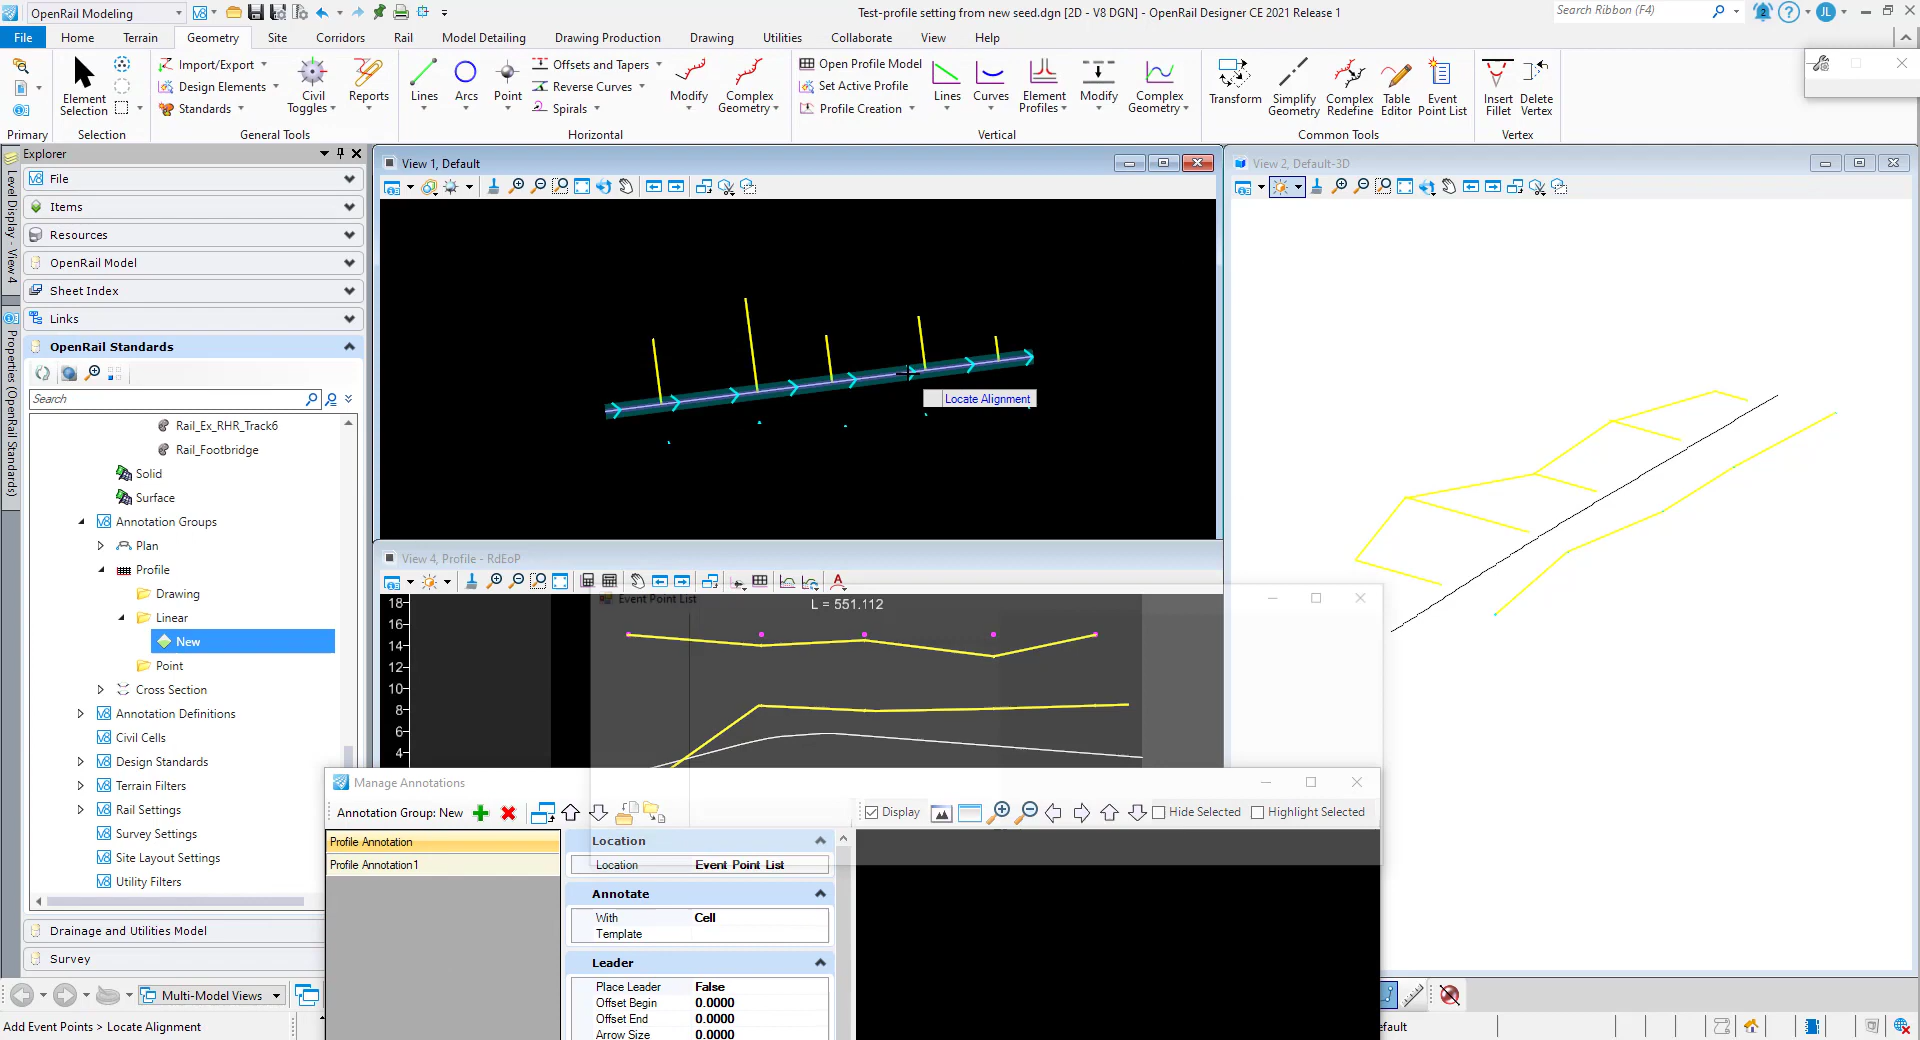 OpenRail Modeling
Test-profile setting from new seed.dgn [2D - V8 DGN] - OpenRail Designer CE 2021 Release 1
Search Ribbon (F4)
2
JL
File
Home
Terrain
Geometry
Site
Corridors
Rail
Model Detailing
Drawing Production
Drawing
Utilities
Collaborate
View
Help
Element Selection
Import/Export
Design Elements
Standards
Civil Toggles
Reports
Lines
Arcs
Point
Offsets and Tapers
Reverse Curves
Spirals
Modify
Complex Geometry
Open Profile Model
Set Active Profile
Profile Creation
Lines
Curves
Element Profiles
Modify
Complex Geometry
Transform
Simplify Geometry
Complex Redefine
Table Editor
Event Point List
Insert Fillet
Delete Vertex
Primary
Selection
General Tools
Horizontal
Vertical
Common Tools
Vertex
Level Display - View 4
Properties (OpenRail Standards)
Explorer
File
Items
Resources
OpenRail Model
Sheet Index
Links
OpenRail Standards
Search
Rail_Ex_RHR_Track6
Rail_Footbridge
Solid
Surface
Annotation Groups
Plan
Profile
Drawing
Linear
New
Point
Cross Section
Annotation Definitions
Civil Cells
Design Standards
Terrain Filters
Rail Settings
Survey Settings
Site Layout Settings
Utility Filters
Drainage and Utilities Model
Survey
View 1, Default
Locate Alignment
View 2, Default-3D
View 4, Profile - RdEoP
Event Point List
L = 551.112
18
16
14
12
10
8
6
4
Manage Annotations
Annotation Group: New
Display
Hide Selected
Highlight Selected
Profile Annotation
Profile Annotation1
Location
Location Event Point List
Annotate
With Cell
Template
Leader
Place Leader False
Offset Begin 0.0000
Offset End 0.0000
Arrow Size 0.0000
Multi-Model Views
Add Event Points > Locate Alignment
efault